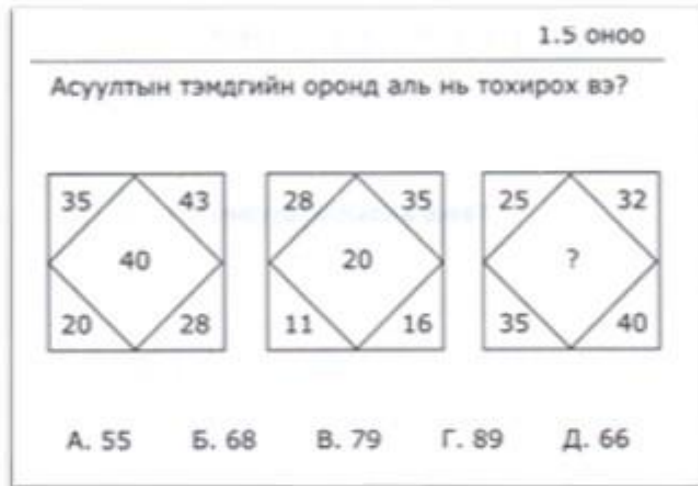 1.5 оноо
Асуултын тэмдгийн оронд аль нь тохирох вэ?
35 43 28 35 25 32
40 20 ?
20 28 11 16 35 40
А. 55 Б. 68 В. 79 Г. 89 Д. 66